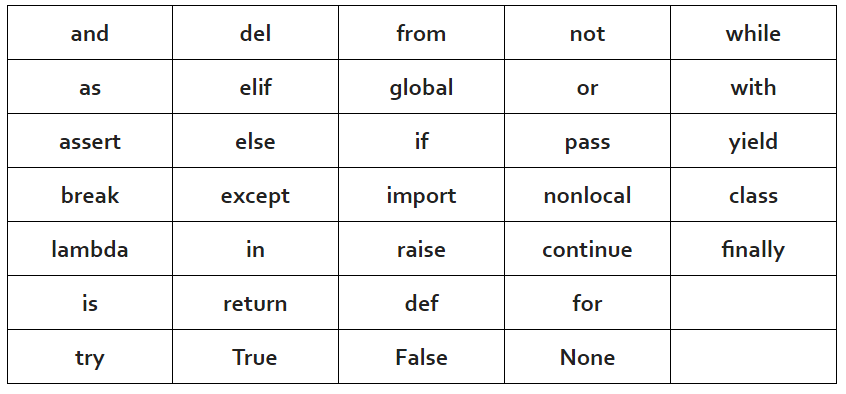 and del from not while
as elif global or with
assert else if pass yield
break except import nonlocal class
lambda in raise continue finally
is return def for
try True False None